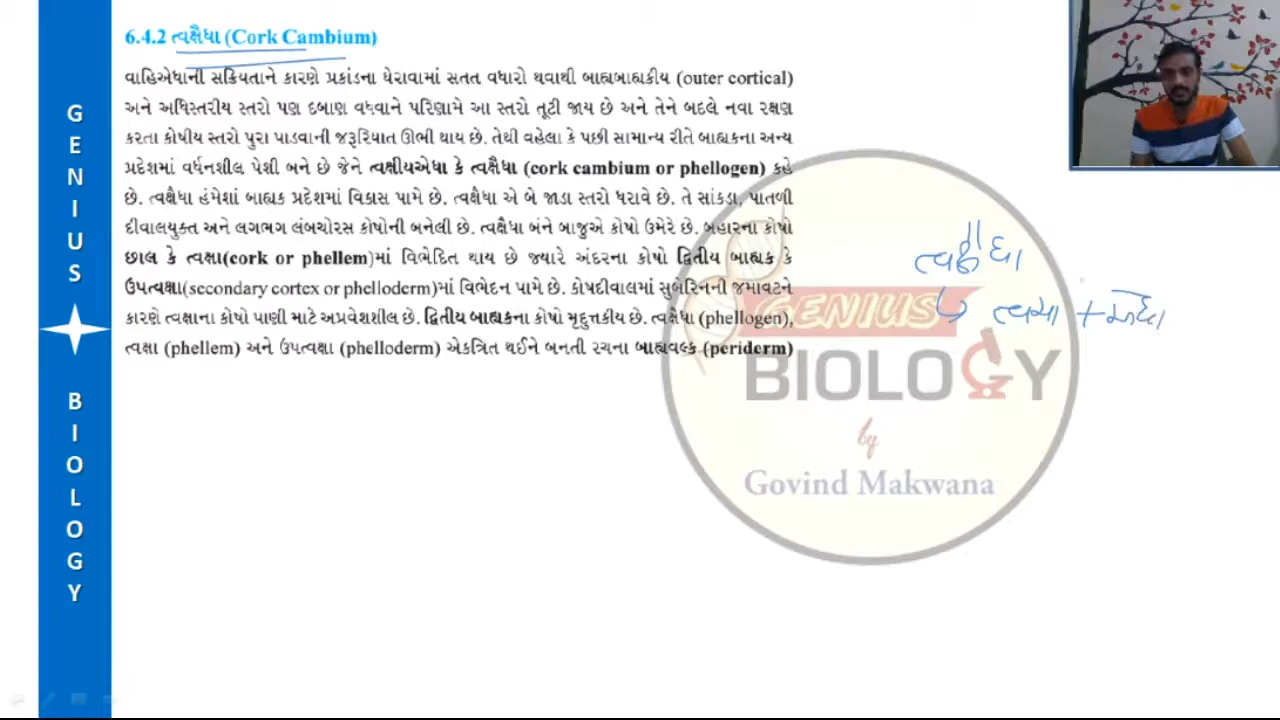 6.4.2 ત્વક્ષૈધા (Cork Cambium)
વાહિએધાની સક્રિયતાને કારણે પ્રકાંડના ઘેરાવામાં સતત વધારો થવાથી બાહ્યબાહ્યકીય (outer cortical)
અને અધિસ્તરીય સ્તરો પણ દબાણ વધવાને પરિણામે આ સ્તરો તૂટી જાય છે અને તેને બદલે નવા રક્ષણ
કરતા કોષીય સ્તરો પુરા પાડવાની જરૂરિયાત ઊભી થાય છે. તેથી વહેલા કે પછી સામાન્ય રીતે બાહ્યકના અન્ય
પ્રદેશમાં વર્ધનશીલ પેશી બને છે જેને ત્વક્ષીયએધા કે ત્વક્ષૈધા (cork cambium or phellogen) કહે
છે. ત્વક્ષૈધા હંમેશાં બાહ્યક પ્રદેશમાં વિકાસ પામે છે. ત્વક્ષૈધા એ બે જાડા સ્તરો ધરાવે છે. તે સાંકડા, પાતળી
દીવાલયુક્ત અને લગભગ લંબચોરસ કોષોની બનેલી છે. ત્વક્ષૈધા બંને બાજુએ કોષો ઉમેરે છે. બહારના કોષો
છાલ કે ત્વક્ષા(cork or phellem)માં વિભેદિત થાય છે જ્યારે અંદરના કોષો દ્વિતીય બાહ્યક કે
ઉપત્વક્ષા(secondary cortex or phelloderm)માં વિભેદન પામે છે. કોષદીવાલમાં સુબેરિનની જમાવટને
કારણે ત્વક્ષાના કોષો પાણી માટે અપ્રવેશશીલ છે. દ્વિતીય બાહ્યકના કોષો મૃદુત્તકીય છે. ત્વક્ષૈધા (phellogen),
ત્વક્ષા (phellem) અને ઉપત્વક્ષા (phelloderm) એકત્રિત થઈને બનતી રચના બાહ્યવલ્ક (periderm)
GENIUS
BIOLOGY
GENIUS
BIOLOGY
by
Govind Makwana